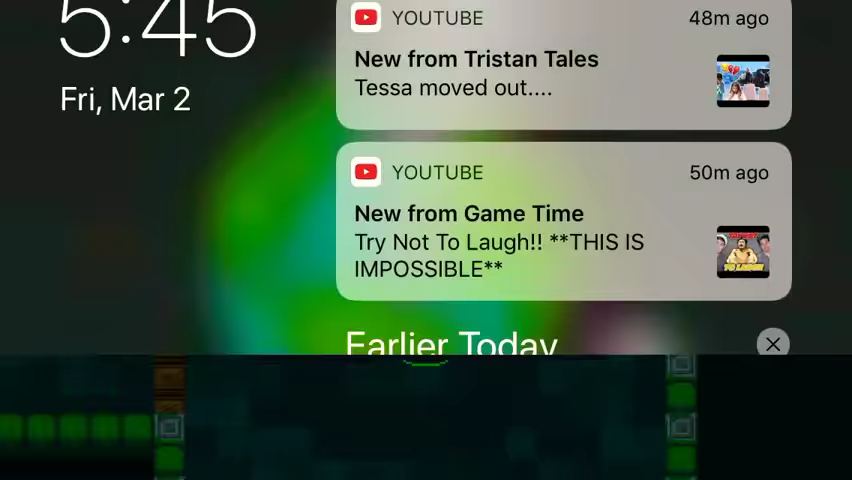 5:45
Fri, Mar 2
YOUTUBE 48m ago
New from Tristan Tales
Tessa moved out....
YOUTUBE 50m ago
New from Game Time
Try Not To Laugh!! **THIS IS
IMPOSSIBLE**
Earlier Today